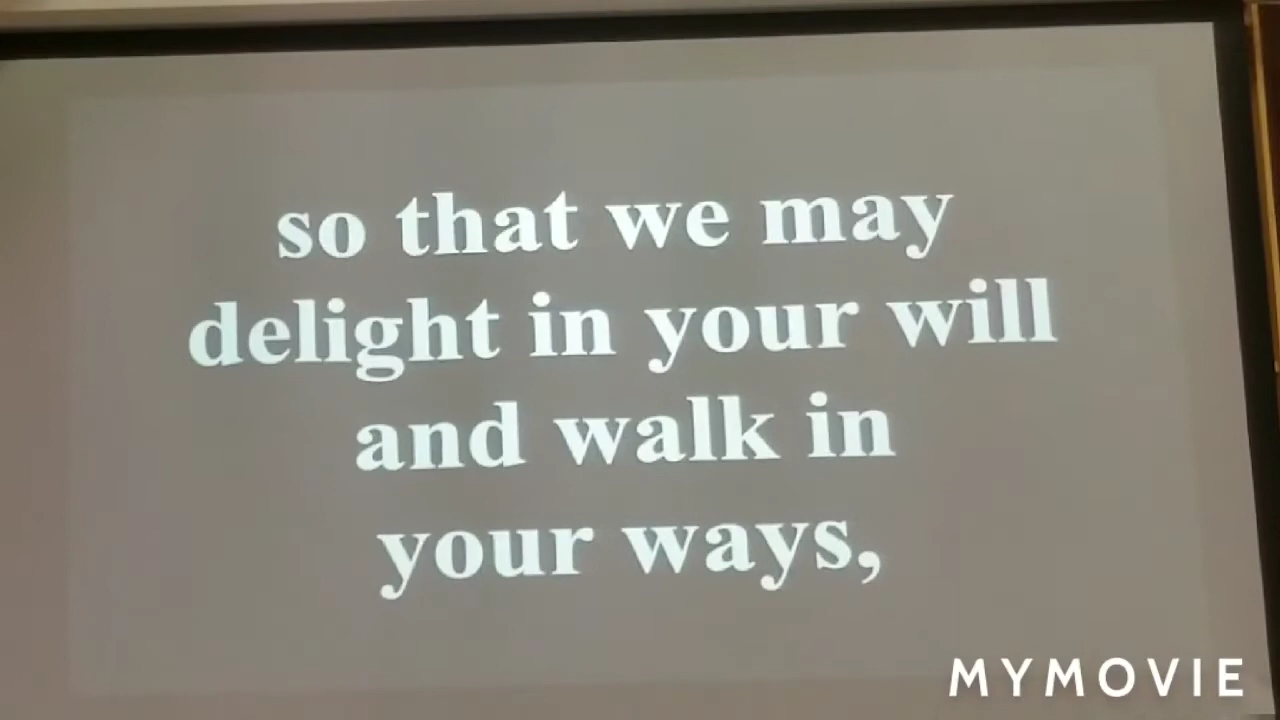 so that we may
delight in your will
and walk in
your ways,
MYMOVIE